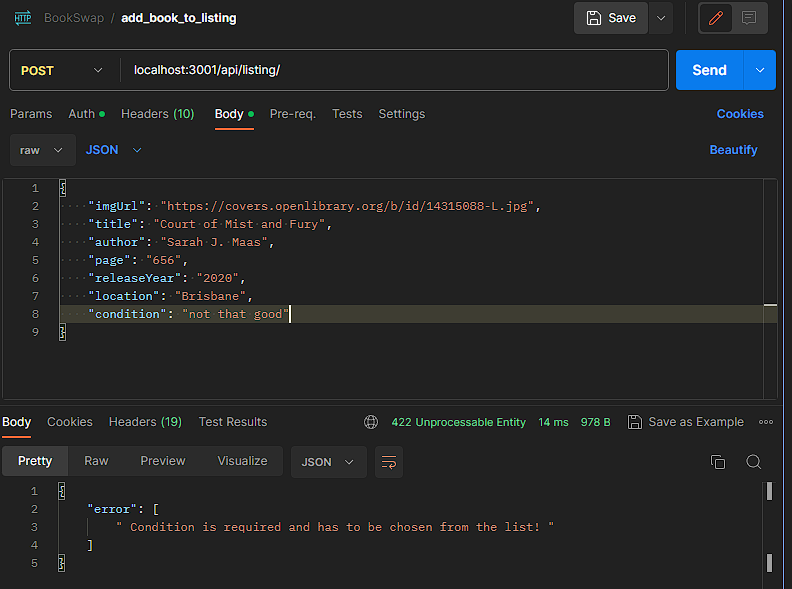 HTTP BookSwap / add_book_to_listing Save
POST localhost:3001/api/listing/ Send
Params Auth Headers (10) Body Pre-req. Tests Settings Cookies
raw JSON Beautify
1 {
2 "imgUrl": "https://covers.openlibrary.org/b/id/14315088-L.jpg",
3 "title": "Court of Mist and Fury",
4 "author": "Sarah J. Maas",
5 "page": "656",
6 "releaseYear": "2020",
7 "location": "Brisbane",
8 "condition": "not that good"
9 }
Body Cookies Headers (19) Test Results 422 Unprocessable Entity 14 ms 978 B Save as Example
Pretty Raw Preview Visualize JSON
1 {
2 "error": [
3 " Condition is required and has to be chosen from the list! "
4 ]
5 }